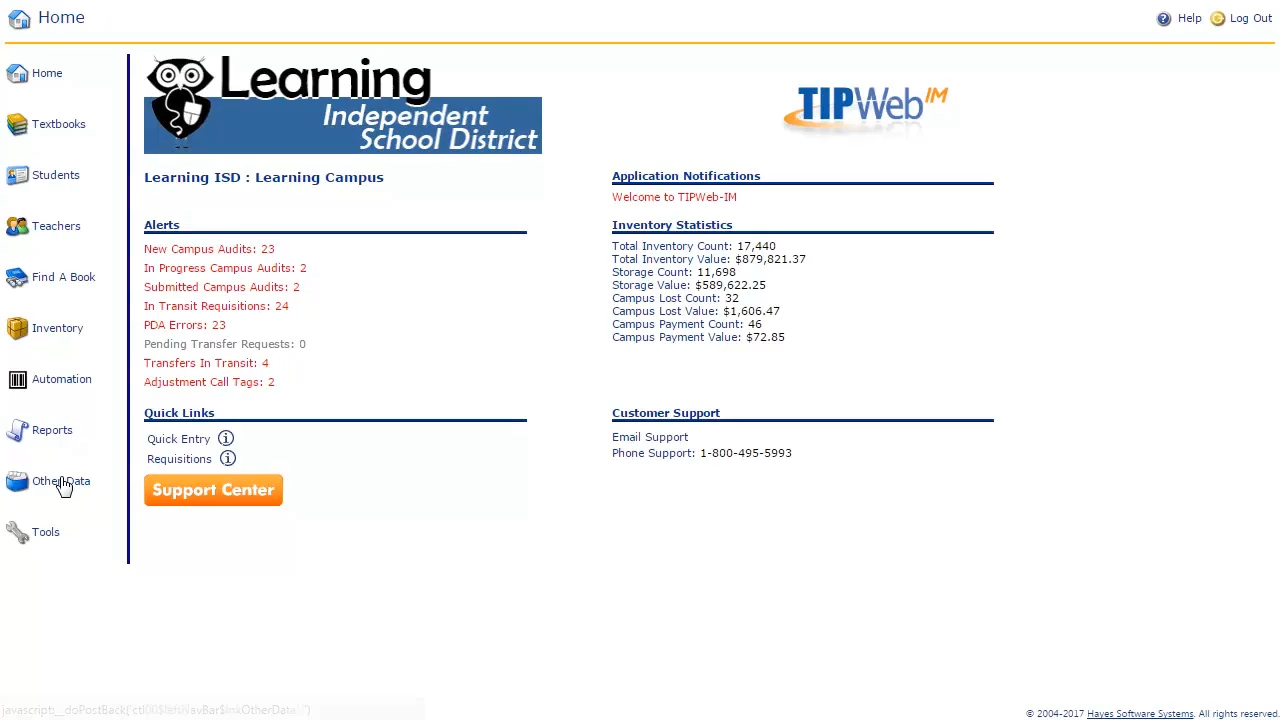 Home
Help
Log Out
Home
Textbooks
Students
Teachers
Find A Book
Inventory
Automation
Reports
Other Data
Tools
Learning
Independent
School District
TIPWeb IM
Learning ISD : Learning Campus
Alerts
New Campus Audits: 23
In Progress Campus Audits: 2
Submitted Campus Audits: 2
In Transit Requisitions: 24
PDA Errors: 23
Pending Transfer Requests: 0
Transfers In Transit: 4
Adjustment Call Tags: 2
Quick Links
Quick Entry
Requisitions
Support Center
Application Notifications
Welcome to TIPWeb-IM
Inventory Statistics
Total Inventory Count: 17,440
Total Inventory Value: $879,821.37
Storage Count: 11,698
Storage Value: $589,622.25
Campus Lost Count: 32
Campus Lost Value: $1,606.47
Campus Payment Count: 46
Campus Payment Value: $72.85
Customer Support
Email Support
Phone Support: 1-800-495-5993
© 2004-2017 Hayes Software Systems. All rights reserved.